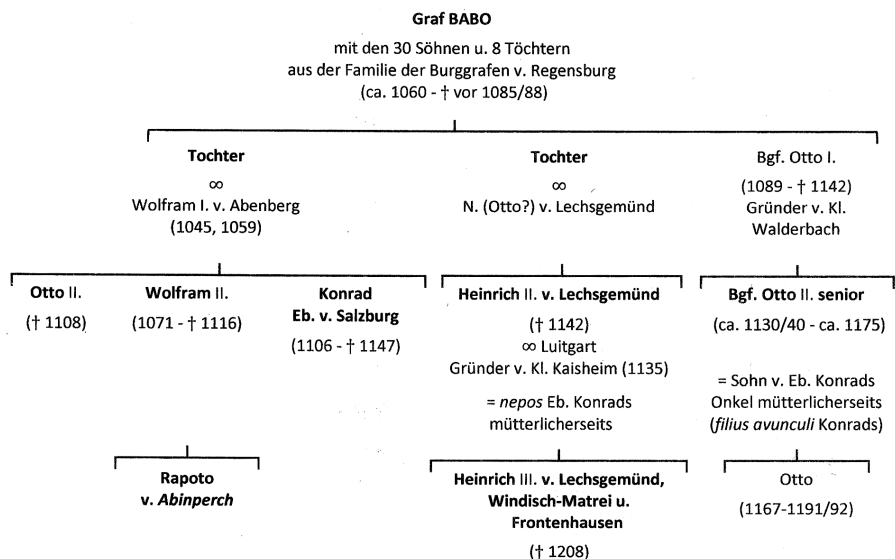 Graf BABO
mit den 30 Söhnen u. 8 Töchtern
aus der Familie der Burggrafen v. Regensburg
(ca. 1060 - † vor 1085/88)
Tochter
∞
Wolfram I. v. Abenberg
(1045, 1059)
Tochter
∞
N. (Otto?) v. Lechsgemünd
Bgf. Otto I.
(1089 - † 1142)
Gründer v. Kl.
Walderbach
Otto II.
(† 1108)
Wolfram II.
(1071 - † 1116)
Konrad
Eb. v. Salzburg
(1106 - † 1147)
Heinrich II. v. Lechsgemünd
(† 1142)
∞ Luitgart
Gründer v. Kl. Kaisheim (1135)
= nepos Eb. Konrads
mütterlicherseits
Bgf. Otto II. senior
(ca. 1130/40 - ca. 1175)
= Sohn v. Eb. Konrads
Onkel mütterlicherseits
(filius avunculi Konrads)
Rapoto
v. Abinperch
Heinrich III. v. Lechsgemünd,
Windisch-Matrei u.
Frontenhausen
(† 1208)
Otto
(1167-1191/92)